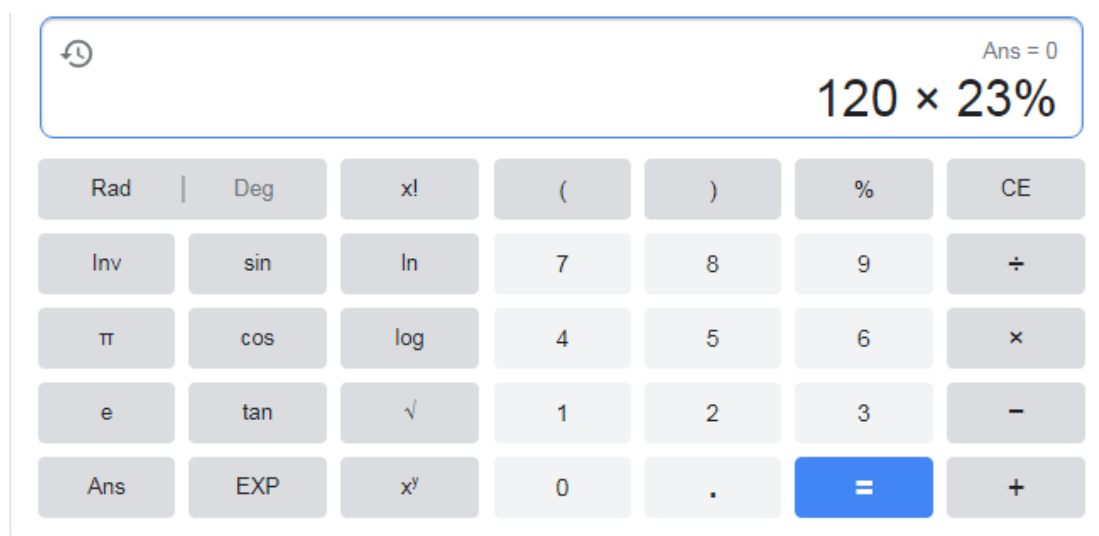 Ans = 0
120 × 23%
Rad | Deg x! ( ) % CE
Inv sin ln 7 8 9 ÷
π cos log 4 5 6 ×
e tan √ 1 2 3 −
Ans EXP xʸ 0 . = +